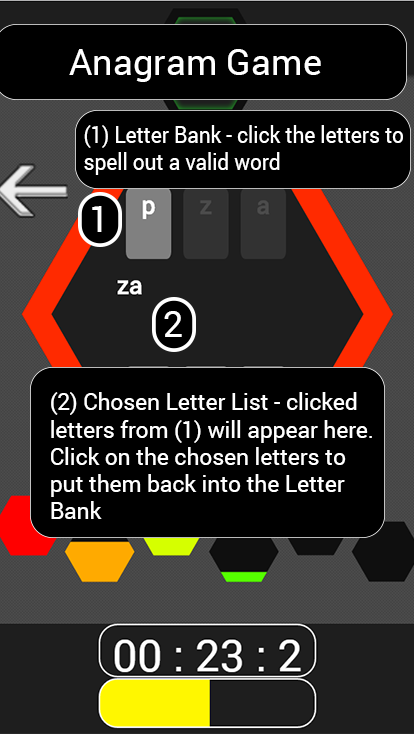 Anagram Game
(1) Letter Bank - click the letters to
spell out a valid word
1
p z a
za
2
(2) Chosen Letter List - clicked
letters from (1) will appear here.
Click on the chosen letters to
put them back into the Letter
Bank
00 : 23 : 2